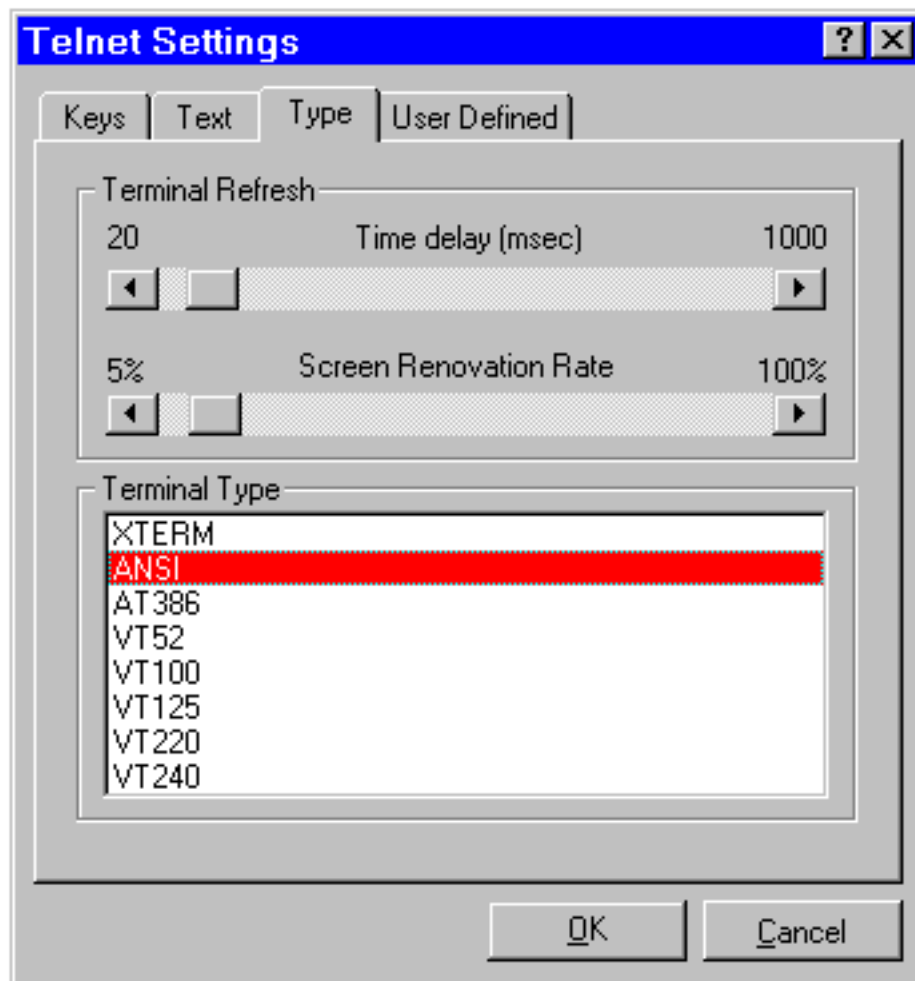 Telnet Settings
Keys Text Type User Defined
Terminal Refresh
20 Time delay (msec) 1000
5% Screen Renovation Rate 100%
Terminal Type
XTERM
ANSI
AT386
VT52
VT100
VT125
VT220
VT240
OK Cancel